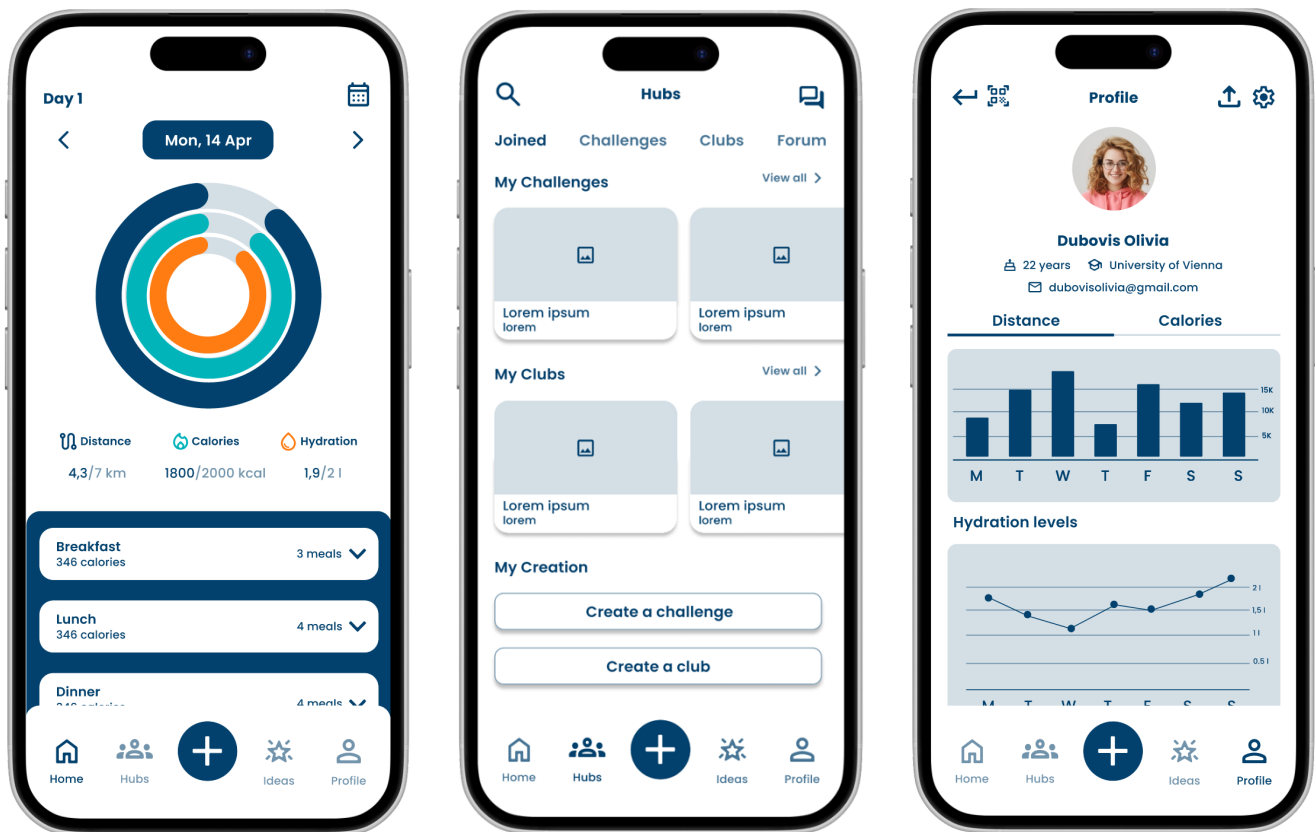 Day 1
Mon, 14 Apr
Distance Calories Hydration
4,3/7 km 1800/2000 kcal 1,9/2 l
Breakfast
346 calories
3 meals
Lunch
346 calories
4 meals
Dinner
346 calories
4 meals
Home Hubs Ideas Profile
Hubs
Joined Challenges Clubs Forum
My Challenges View all
Lorem ipsum
lorem
Lorem ipsum
lorem
My Clubs View all
Lorem ipsum
lorem
Lorem ipsum
lorem
My Creation
Create a challenge
Create a club
Home Hubs Ideas Profile
Profile
Dubovis Olivia
22 years University of Vienna
dubovisolivia@gmail.com
Distance Calories
15K
10K
5K
M T W T F S S
Hydration levels
2 l
1,5 l
1 l
0.5 l
M T W T F S S
Home Hubs Ideas Profile